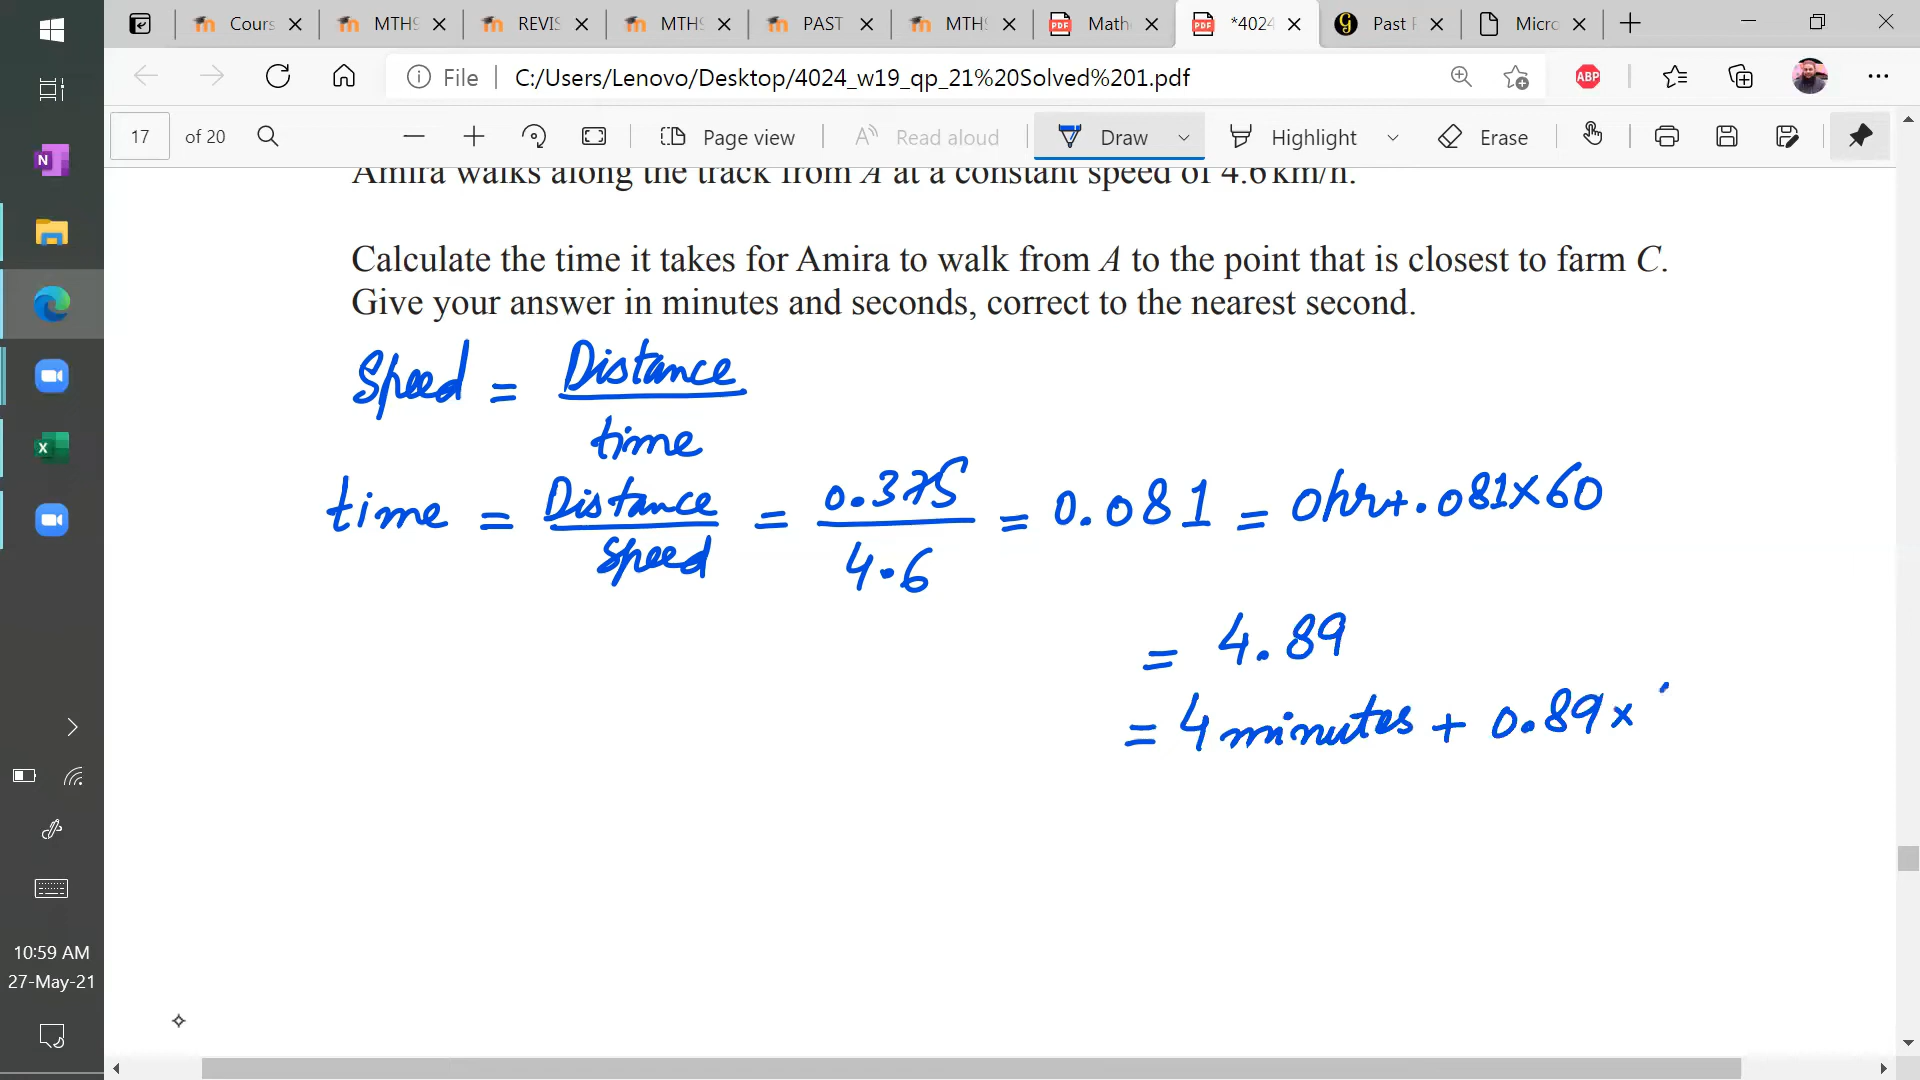 Cours MTHS REVIS MTHS PAST MTHS Math *4024 Past P Micro
File C:/Users/Lenovo/Desktop/4024_w19_qp_21%20Solved%201.pdf ABP
17 of 20 Page view Read aloud Draw Highlight Erase
Amira walks along the track from A at a constant speed of 4.6 km/h.
Calculate the time it takes for Amira to walk from A to the point that is closest to farm C.
Give your answer in minutes and seconds, correct to the nearest second.
Speed = Distance
time
time = Distance = 0.375 = 0.081 = 0hr + .081×60
Speed 4.6
= 4.89
= 4 minutes + 0.89×
10:59 AM
27-May-21